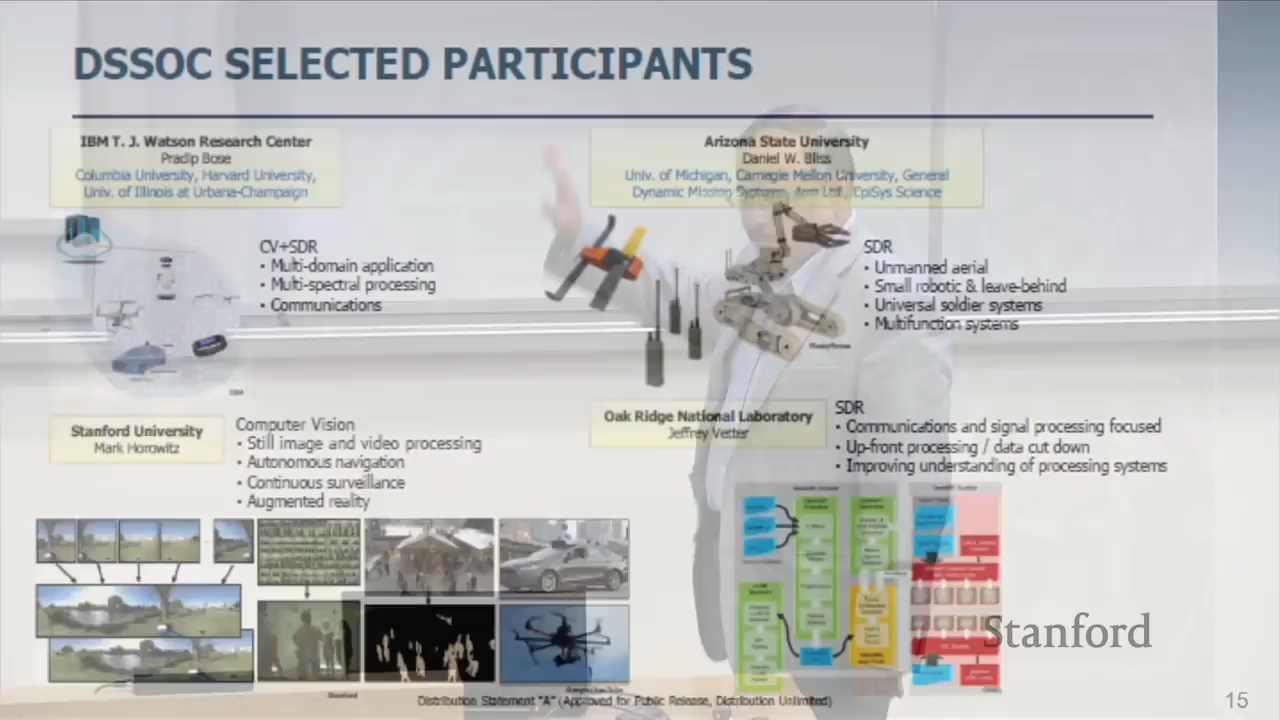 DSSOC SELECTED PARTICIPANTS
IBM T. J. Watson Research Center
Pradip Bose
Columbia University, Harvard University,
Univ. of Illinois at Urbana-Champaign
CV+SDR
• Multi-domain application
• Multi-spectral processing
• Communications
Arizona State University
Daniel W. Bliss
Univ. of Michigan, Carnegie Mellon University, General
Dynamic Mission Systems, Arm Ltd., EpiSys Science
SDR
• Unmanned aerial
• Small robotic & leave-behind
• Universal soldier systems
• Multifunction systems
Stanford University
Mark Horowitz
Computer Vision
• Still image and video processing
• Autonomous navigation
• Continuous surveillance
• Augmented reality
Oak Ridge National Laboratory
Jeffrey Vetter
SDR
• Communications and signal processing focused
• Up-front processing / data cut down
• Improving understanding of processing systems
Stanford
Distribution Statement "A" (Approved for Public Release, Distribution Unlimited)
15